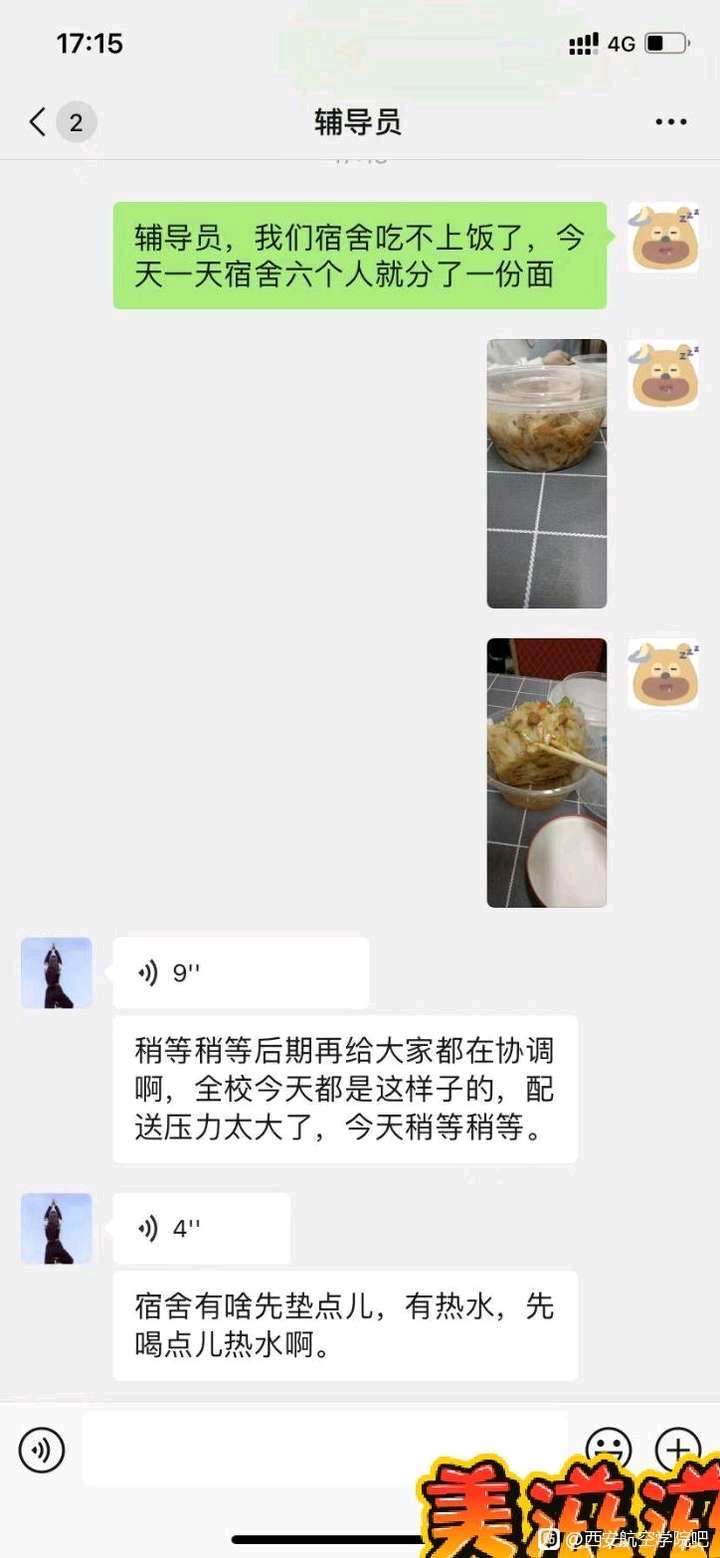 17:15
4G
2
辅导员
辅导员，我们宿舍吃不上饭了，今
天一天宿舍六个人就分了一份面
9''
稍等稍等后期再给大家都在协调
啊，全校今天都是这样子的，配
送压力太大了，今天稍等稍等。
4''
宿舍有啥先垫点儿，有热水，先
喝点儿热水啊。
美滋滋
贴 @西安航空学院吧